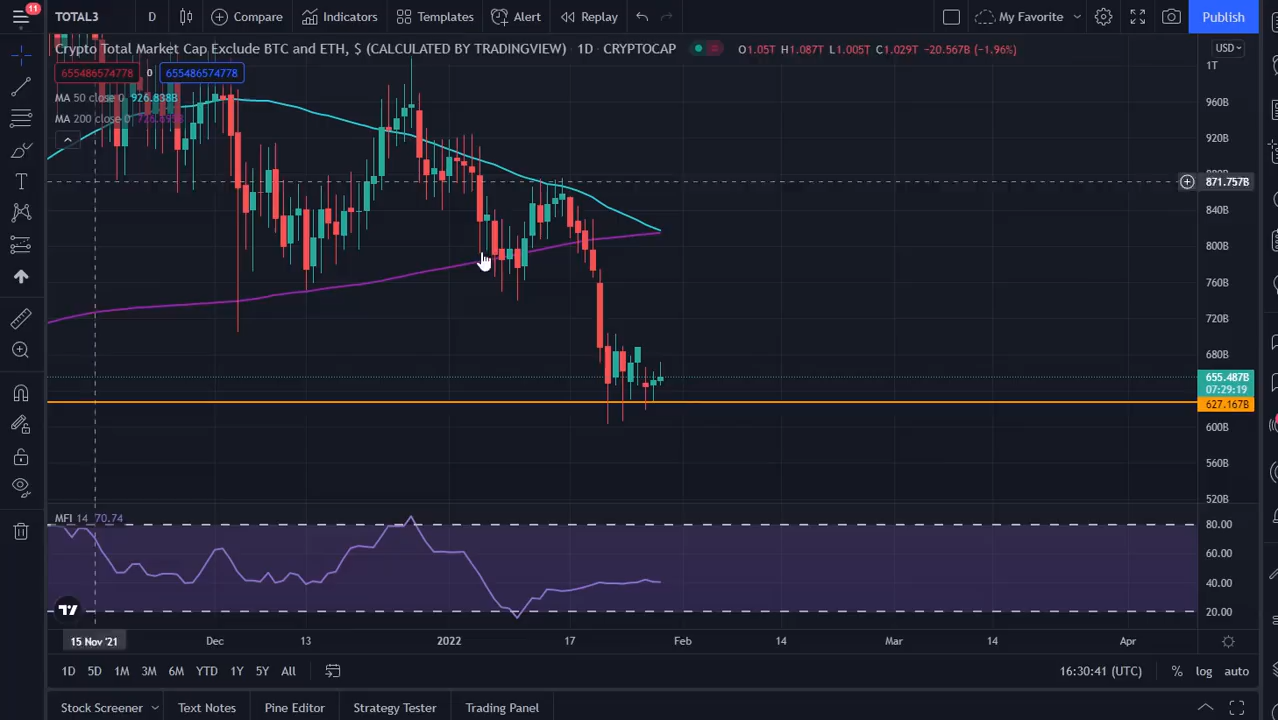 11
TOTAL3 D Compare Indicators Templates Alert Replay My Favorite Publish
Crypto Total Market Cap Exclude BTC and ETH, $ (CALCULATED BY TRADINGVIEW) · 1D · CRYPTOCAP O1.05T H1.087T L1.005T C1.029T −20.567B (−1.96%)
USD
655486574778 0 655486574778
1T
MA 50 close 0 926.838B
960B
MA 200 close 0
920B
871.757B
840B
800B
760B
720B
680B
655.487B
07:29:19
627.167B
600B
560B
520B
MFI 14 70.74
80.00
60.00
40.00
20.00
15 Nov '21 Dec 13 2022 17 Feb 14 Mar 14 Apr
1D 5D 1M 3M 6M YTD 1Y 5Y All 16:30:41 (UTC) % log auto
Stock Screener Text Notes Pine Editor Strategy Tester Trading Panel